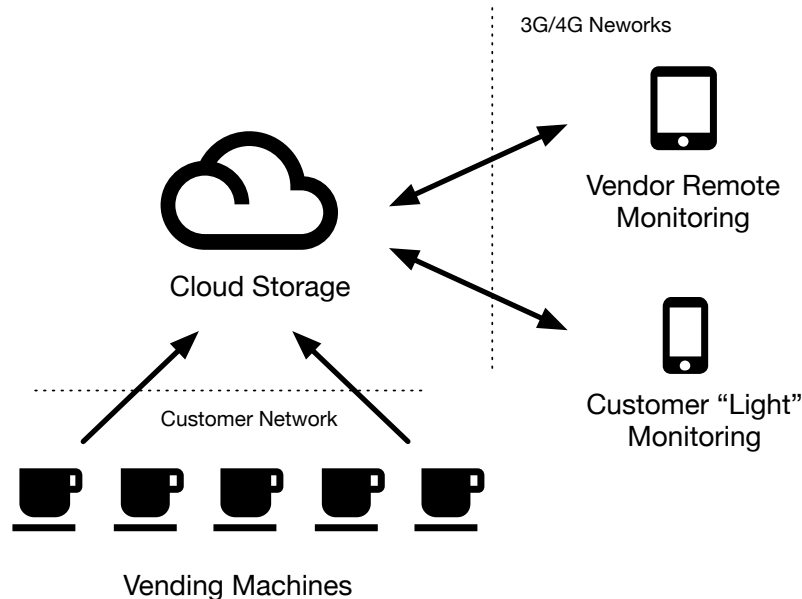 3G/4G Neworks
Vendor Remote
Monitoring
Cloud Storage
Customer “Light”
Monitoring
Customer Network
Vending Machines